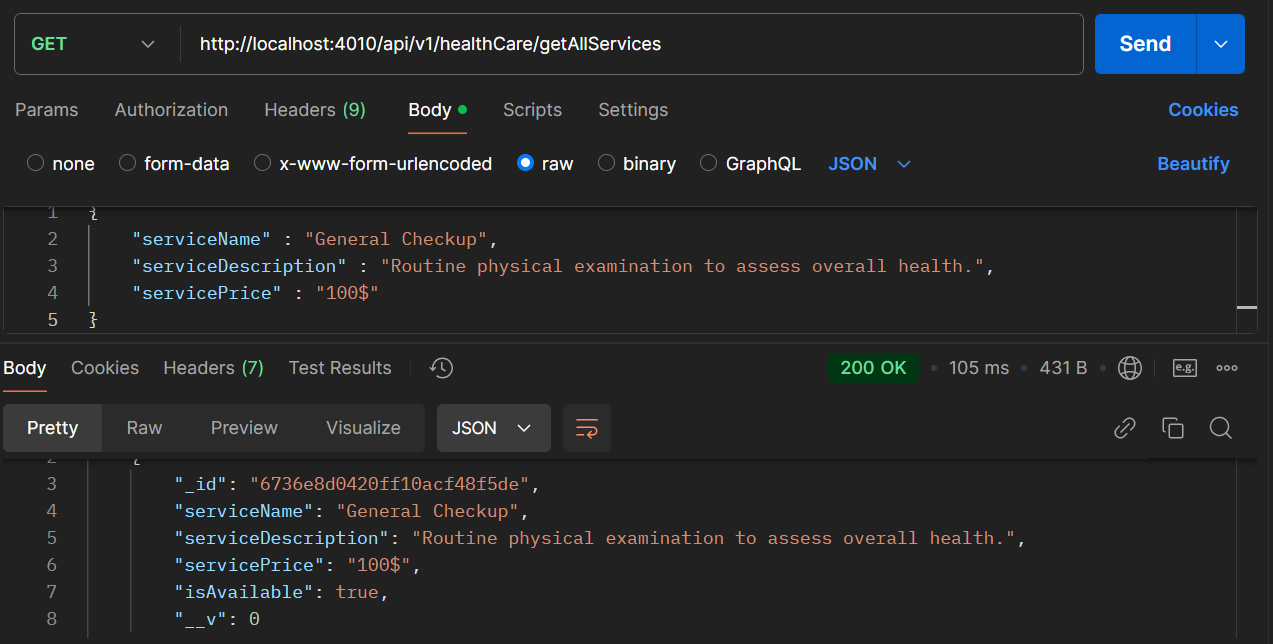 GET http://localhost:4010/api/v1/healthCare/getAllServices Send
Params Authorization Headers (9) Body Scripts Settings Cookies
none form-data x-www-form-urlencoded raw binary GraphQL JSON Beautify
1 {
2 "serviceName" : "General Checkup",
3 "serviceDescription" : "Routine physical examination to assess overall health.",
4 "servicePrice" : "100$"
5 }
Body Cookies Headers (7) Test Results 200 OK • 105 ms • 431 B • e.g.
Pretty Raw Preview Visualize JSON
2 {
3 "_id": "6736e8d0420ff10acf48f5de",
4 "serviceName": "General Checkup",
5 "serviceDescription": "Routine physical examination to assess overall health.",
6 "servicePrice": "100$",
7 "isAvailable": true,
8 "__v": 0